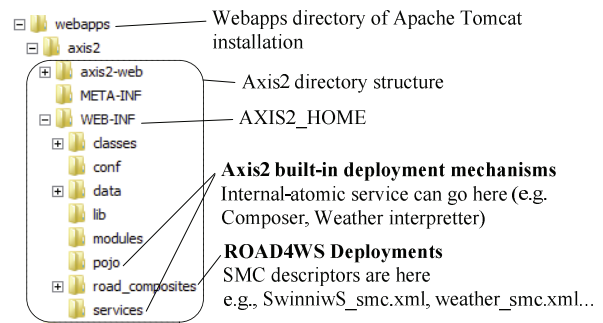 webapps
Webapps directory of Apache Tomcat
installation
axis2
axis2-web
Axis2 directory structure
META-INF
WEB-INF
AXIS2_HOME
classes
conf
Axis2 built-in deployment mechanisms
data
Internal-atomic service can go here (e.g.
lib
Composer, Weather interpretter)
modules
pojo
ROAD4WS Deployments
road_composites
SMC descriptors are here
services
e.g., SwinniwS_smc.xml, weather_smc.xml...